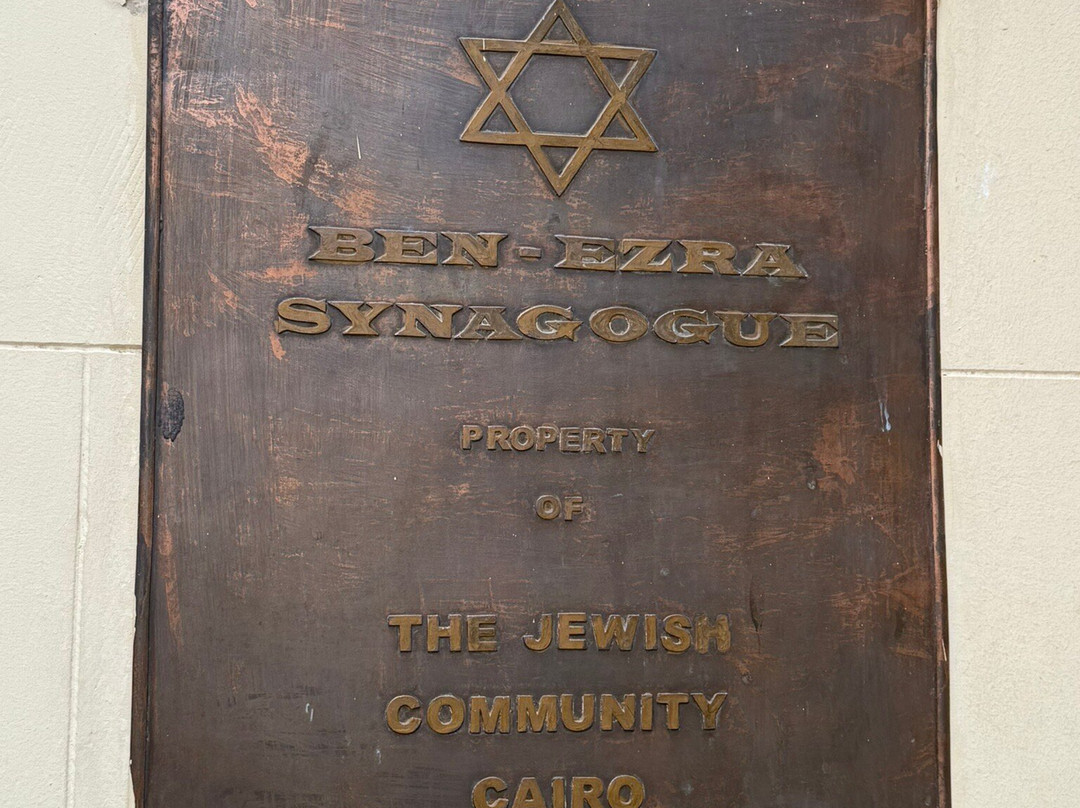 BEN-EZRA
SYNAGOGUE
PROPERTY
OF
THE JEWISH
COMMUNITY
CAIRO